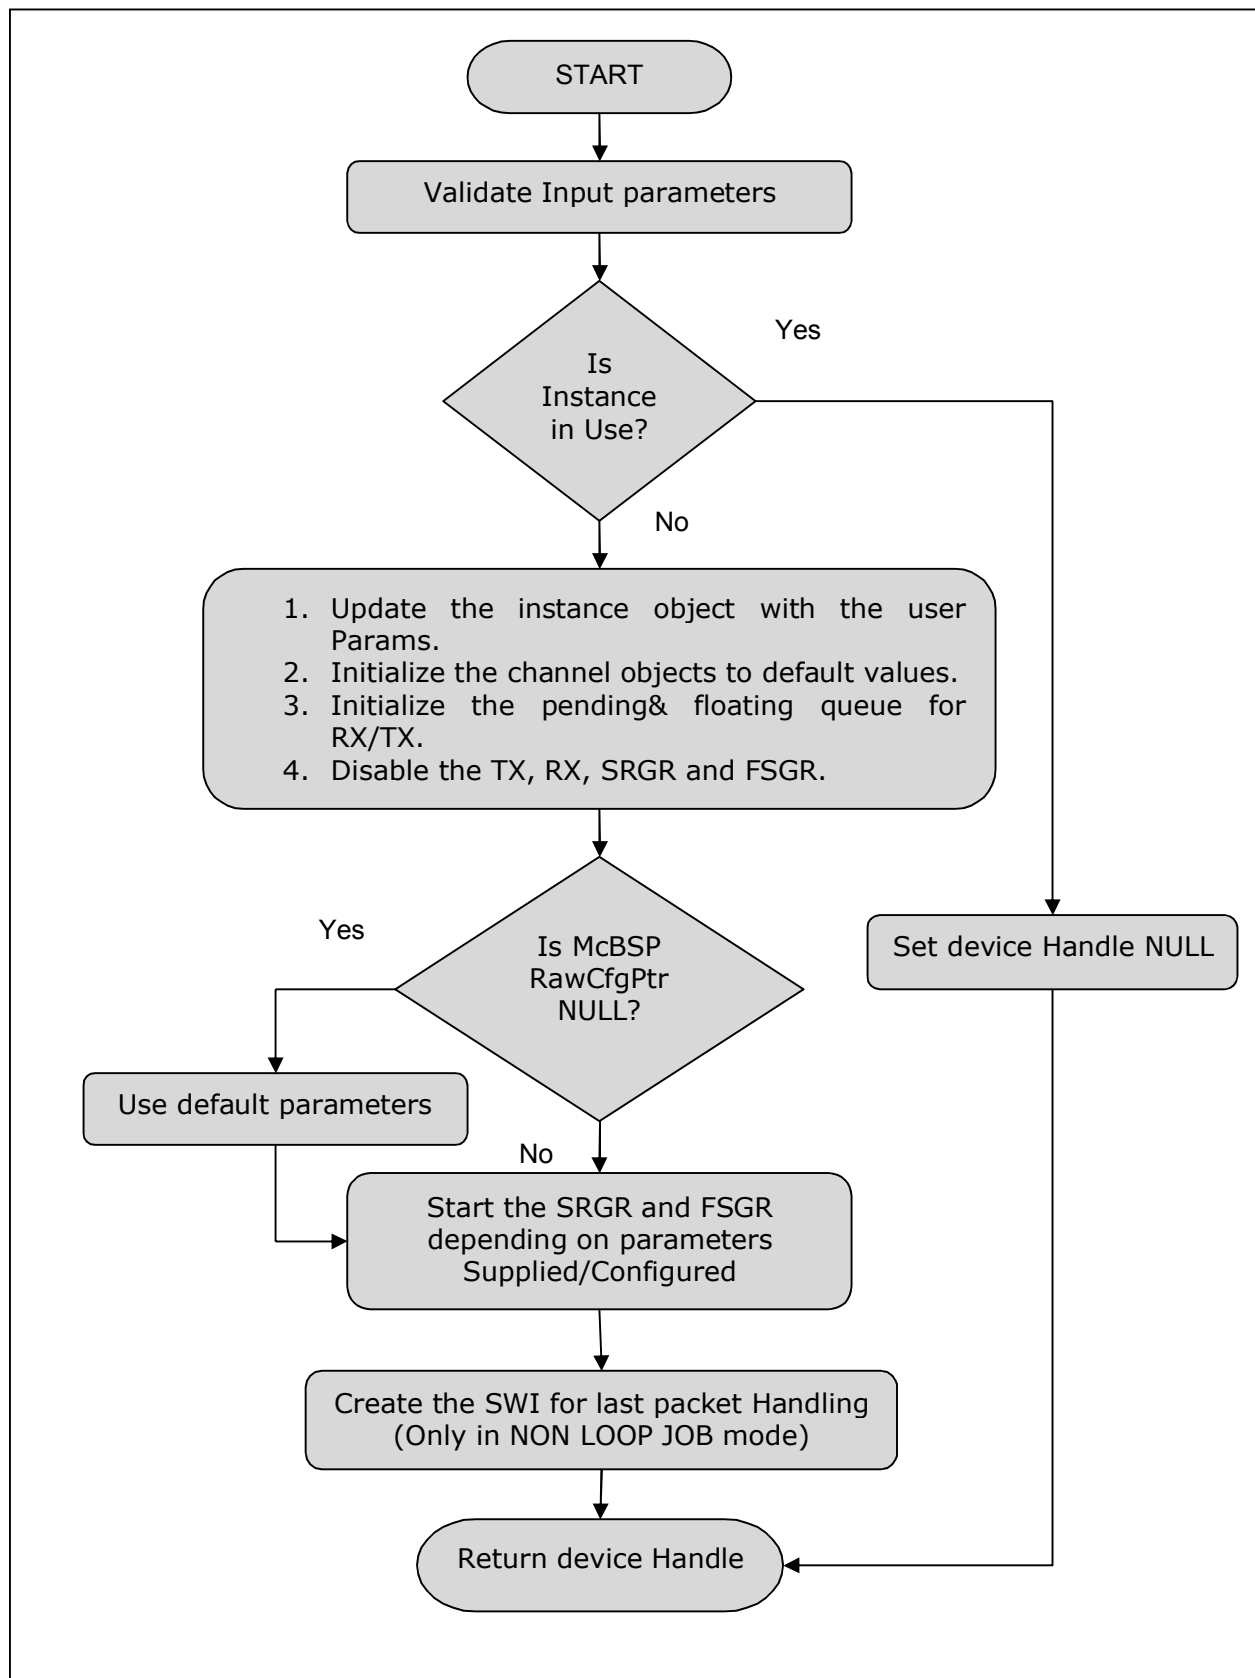 START
Validate Input parameters
Yes
Is
Instance
in Use?
No
1. Update the instance object with the user
Params.
2. Initialize the channel objects to default values.
3. Initialize the pending& floating queue for
RX/TX.
4. Disable the TX, RX, SRGR and FSGR.
Yes
Is McBSP
RawCfgPtr
NULL?
Set device Handle NULL
Use default parameters
No
Start the SRGR and FSGR
depending on parameters
Supplied/Configured
Create the SWI for last packet Handling
(Only in NON LOOP JOB mode)
Return device Handle